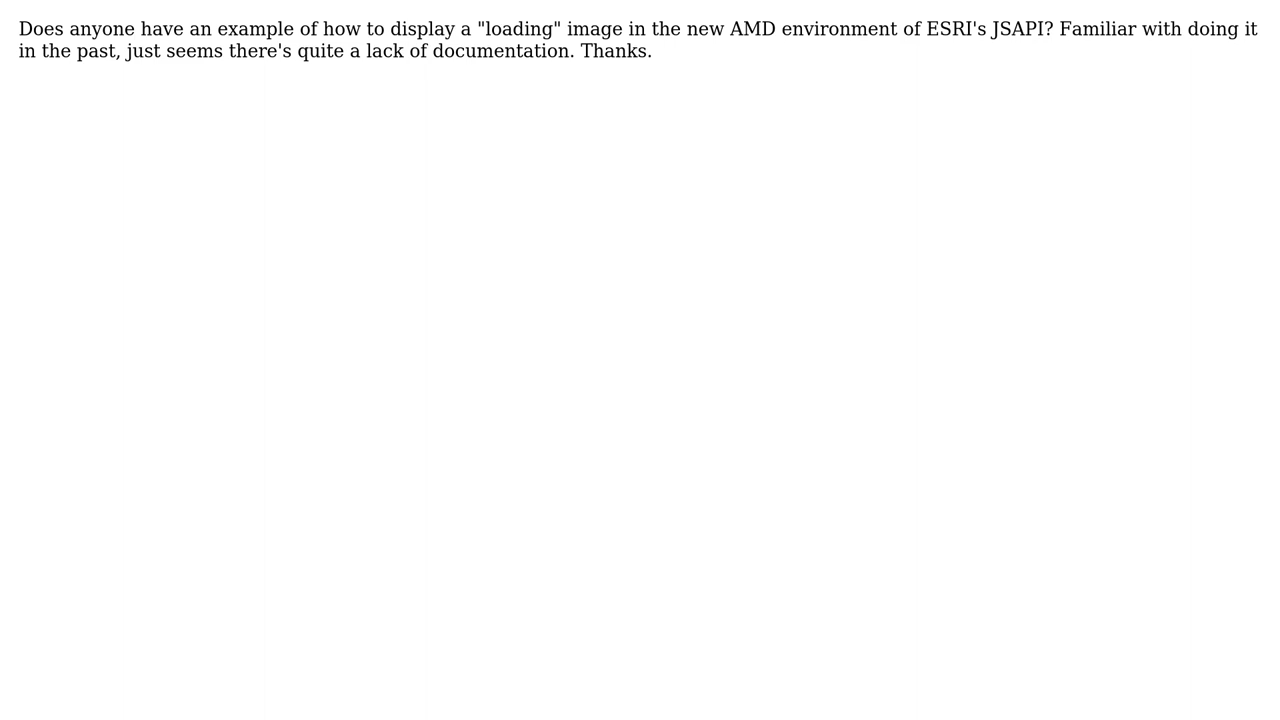 Does anyone have an example of how to display a "loading" image in the new AMD environment of ESRI's JSAPI? Familiar with doing it
in the past, just seems there's quite a lack of documentation. Thanks.